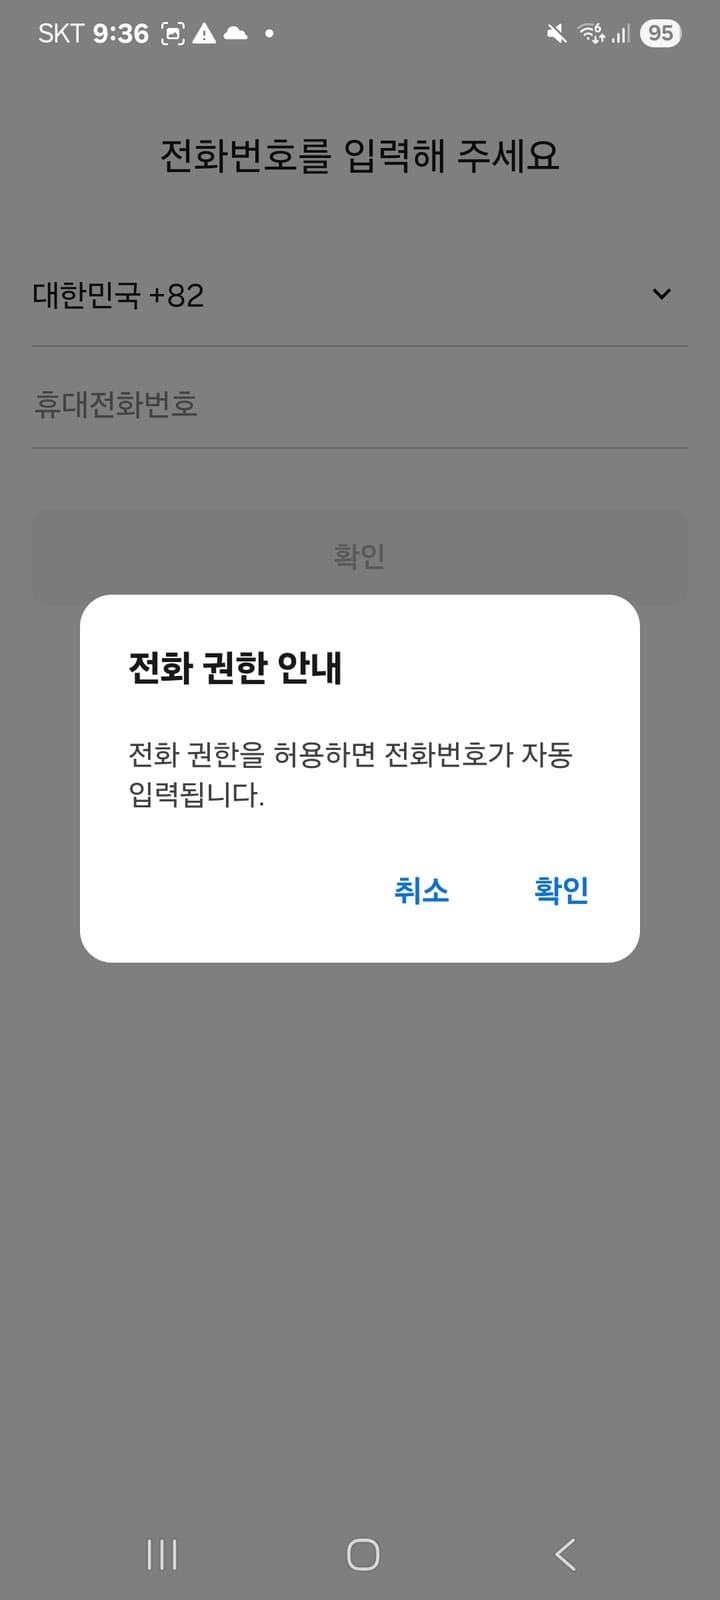 SKT 9:36
95
전화번호를 입력해 주세요
대한민국 +82
휴대전화번호
확인
전화 권한 안내
전화 권한을 허용하면 전화번호가 자동
입력됩니다.
취소 확인